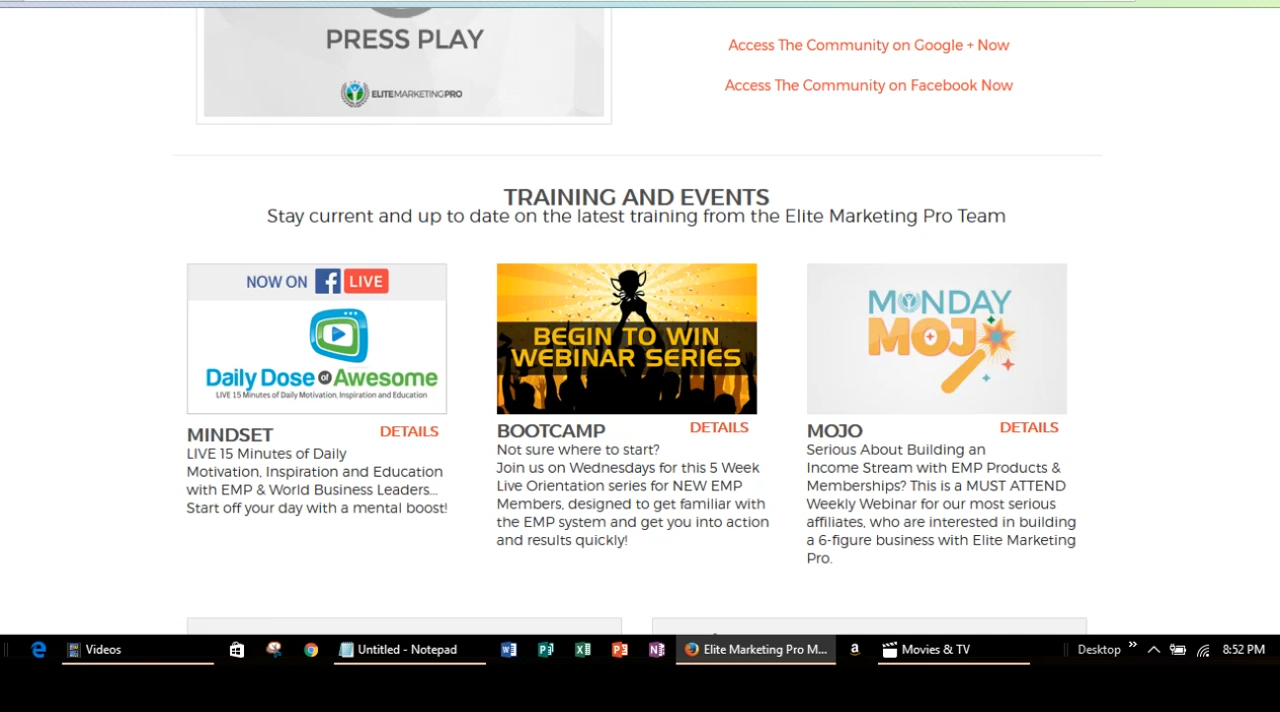 PRESS PLAY
ELITEMARKETINGPRO
Access The Community on Google + Now
Access The Community on Facebook Now
TRAINING AND EVENTS
Stay current and up to date on the latest training from the Elite Marketing Pro Team
NOW ON f LIVE
Daily Dose of Awesome
LIVE 15 Minutes of Daily Motivation, Inspiration and Education
MINDSET
DETAILS
LIVE 15 Minutes of Daily
Motivation, Inspiration and Education
with EMP & World Business Leaders...
Start off your day with a mental boost!
BEGIN TO WIN
WEBINAR SERIES
BOOTCAMP
DETAILS
Not sure where to start?
Join us on Wednesdays for this 5 Week
Live Orientation series for NEW EMP
Members, designed to get familiar with
the EMP system and get you into action
and results quickly!
MONDAY
MOJO
MOJO
DETAILS
Serious About Building an
Income Stream with EMP Products &
Memberships? This is a MUST ATTEND
Weekly Webinar for our most serious
affiliates, who are interested in building
a 6-figure business with Elite Marketing
Pro.
Videos
Untitled - Notepad
Elite Marketing Pro M...
Movies & TV
Desktop
8:52 PM